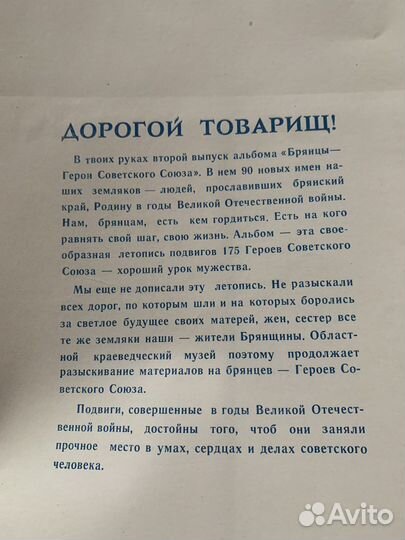 ДОРОГОЙ ТОВАРИЩ!
В твоих руках второй выпуск альбома «Брянцы—
Герои Советского Союза». В нем 90 новых имен на-
ших земляков — людей, прославивших брянский
край, Родину в годы Великой Отечественной войны.
Нам, брянцам, есть кем гордиться. Есть на кого
равнять свой шаг, свою жизнь. Альбом — эта свое-
образная летопись подвигов 175 Героев Советского
Союза — хороший урок мужества.
Мы еще не дописали эту летопись. Не разыскали
всех дорог, по которым шли и на которых боролись
за светлое будущее своих матерей, жен, сестер все
те же земляки наши — жители Брянщины. Област-
ной краеведческий музей поэтому продолжает
разыскивание материалов на брянцев — Героев Со-
ветского Союза.
Подвиги, совершенные в годы Великой Отечест-
венной войны, достойны того, чтоб они заняли
прочное место в умах, сердцах и делах советского
человека.
Avito